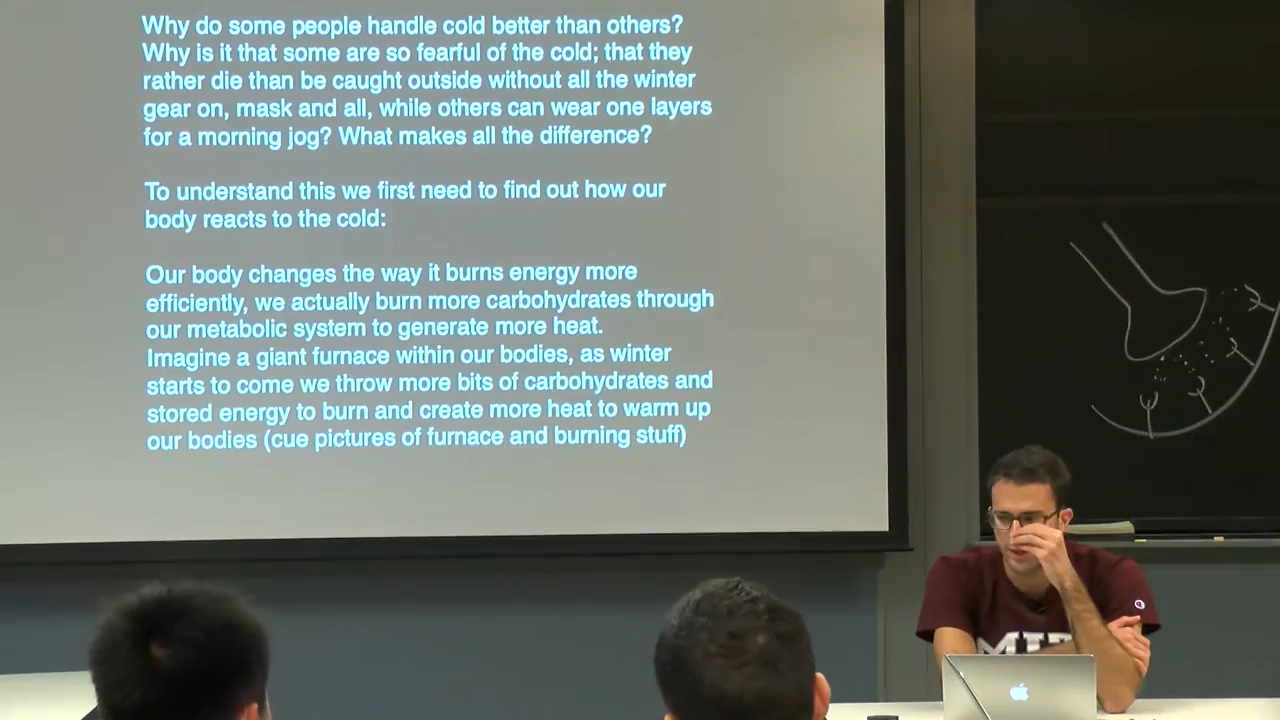 Why do some people handle cold better than others?
Why is it that some are so fearful of the cold; that they
rather die than be caught outside without all the winter
gear on, mask and all, while others can wear one layers
for a morning jog? What makes all the difference?
To understand this we first need to find out how our
body reacts to the cold:
Our body changes the way it burns energy more
efficiently, we actually burn more carbohydrates through
our metabolic system to generate more heat.
Imagine a giant furnace within our bodies, as winter
starts to come we throw more bits of carbohydrates and
stored energy to burn and create more heat to warm up
our bodies (cue pictures of furnace and burning stuff)